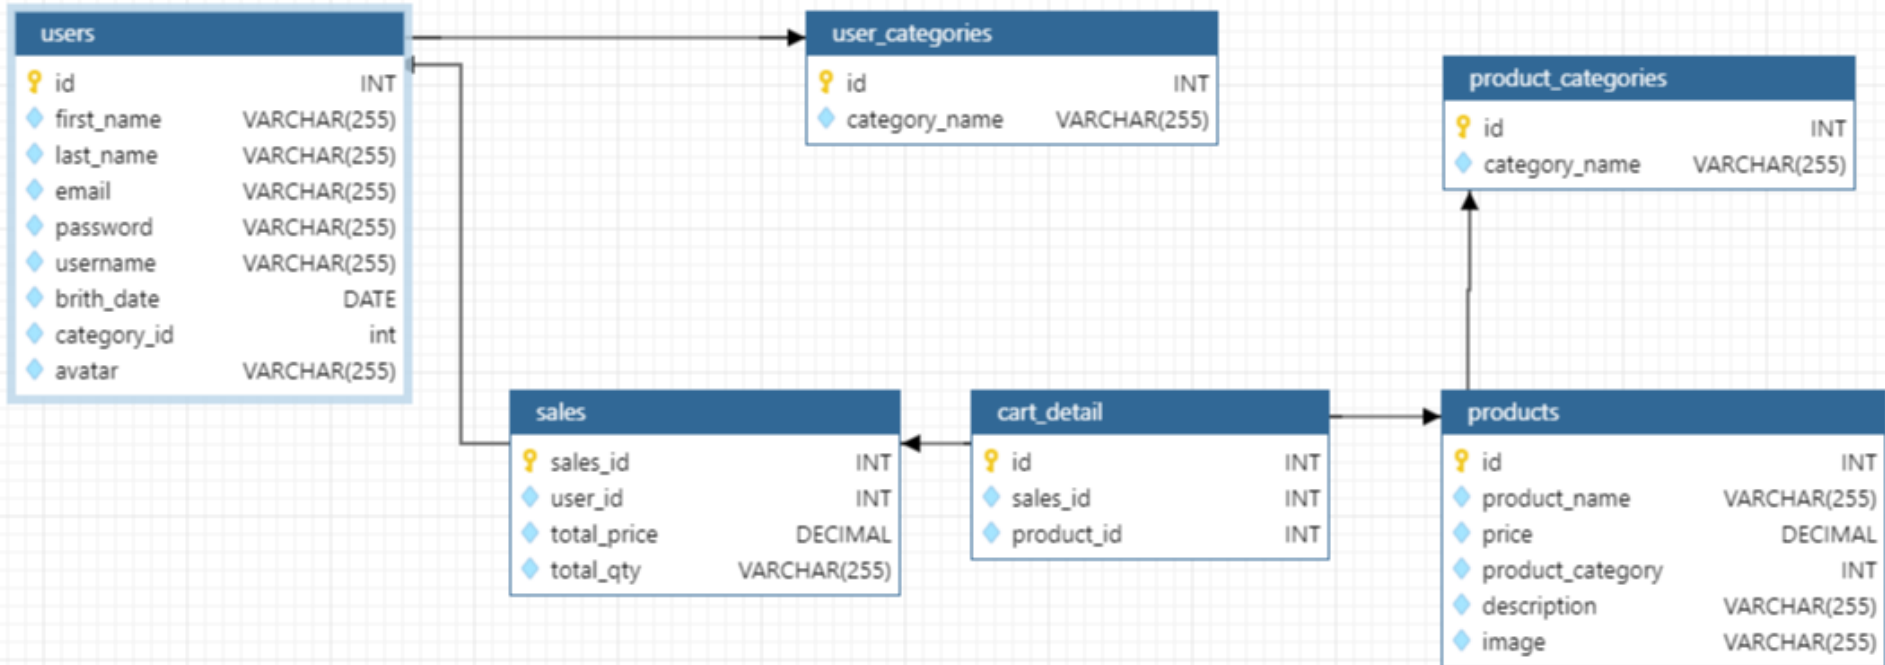 users
id INT
first_name VARCHAR(255)
last_name VARCHAR(255)
email VARCHAR(255)
password VARCHAR(255)
username VARCHAR(255)
brith_date DATE
category_id int
avatar VARCHAR(255)
user_categories
id INT
category_name VARCHAR(255)
product_categories
id INT
category_name VARCHAR(255)
sales
sales_id INT
user_id INT
total_price DECIMAL
total_qty VARCHAR(255)
cart_detail
id INT
sales_id INT
product_id INT
products
id INT
product_name VARCHAR(255)
price DECIMAL
product_category INT
description VARCHAR(255)
image VARCHAR(255)